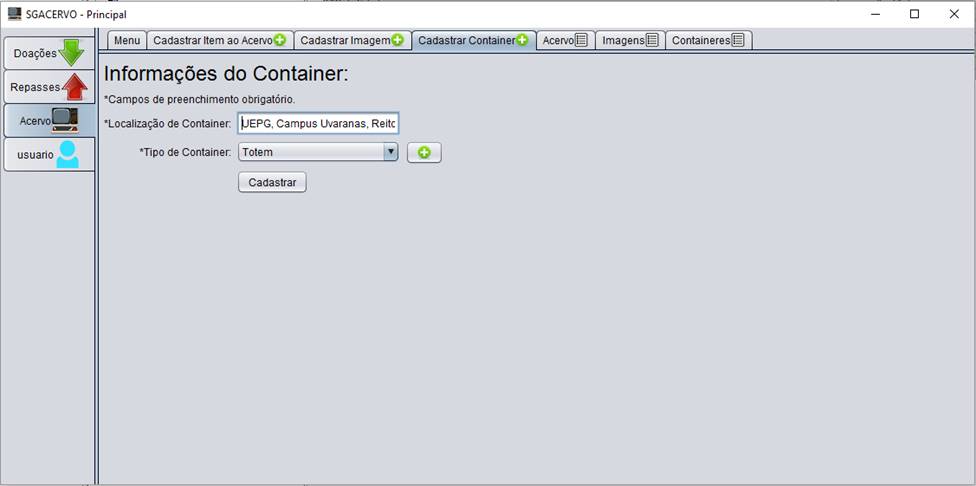 SGACERVO - Principal
Doações
Repasses
Acervo
usuario
Menu Cadastrar Item ao Acervo Cadastrar Imagem Cadastrar Container Acervo Imagens Containeres
Informações do Container:
*Campos de preenchimento obrigatório.
*Localização de Container: UEPG, Campus Uvaranas, Reitc
*Tipo de Container: Totem
Cadastrar